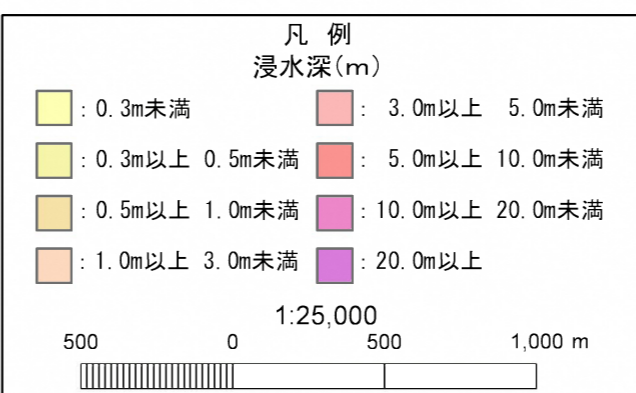 凡 例
浸水深(m)
: 0.3m未満
: 0.3m以上 0.5m未満
: 0.5m以上 1.0m未満
: 1.0m以上 3.0m未満
: 3.0m以上 5.0m未満
: 5.0m以上 10.0m未満
: 10.0m以上 20.0m未満
: 20.0m以上
1:25,000
500 0 500 1,000 m